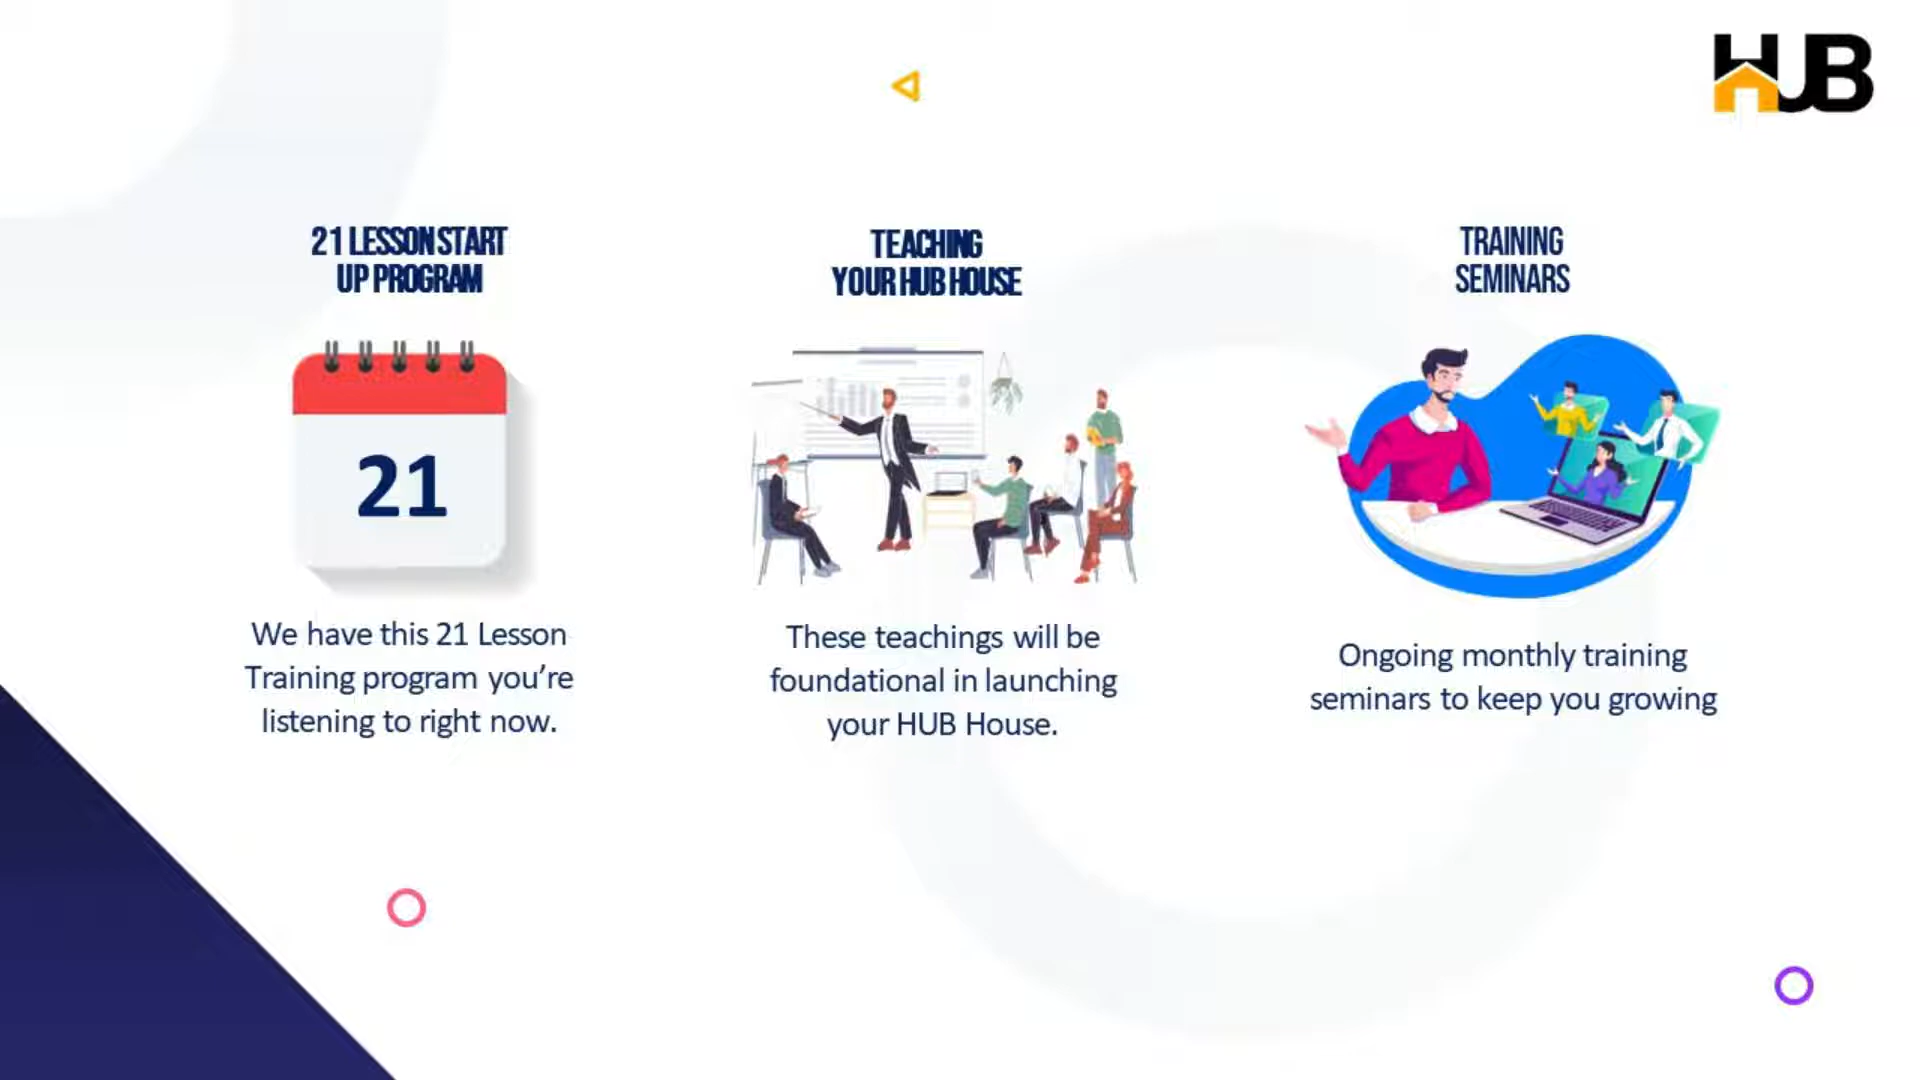 HUB
21 LESSON START
UP PROGRAM
21
We have this 21 Lesson
Training program you’re
listening to right now.
TEACHING
YOUR HUB HOUSE
These teachings will be
foundational in launching
your HUB House.
TRAINING
SEMINARS
Ongoing monthly training
seminars to keep you growing